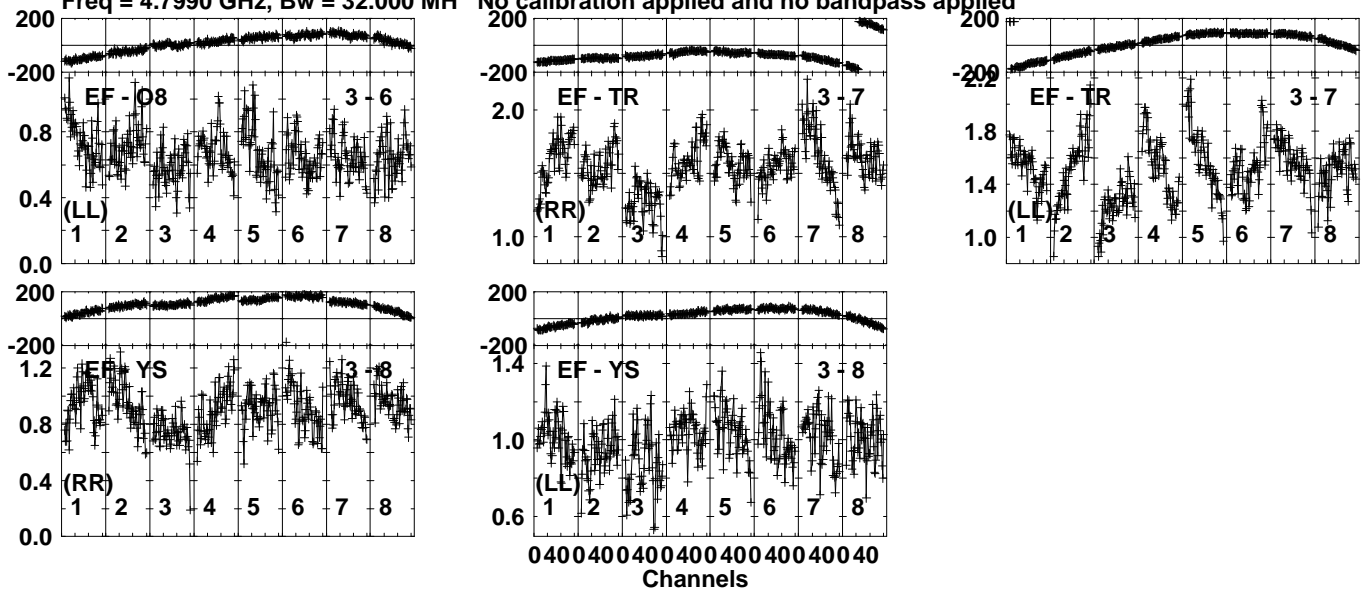 Freq = 4.7990 GHz, Bw = 32.000 MH No calibration applied and no bandpass applied
200
-200
EF - O8 3 - 6
0.8
0.4
0.0
(LL)
1 2 3 4 5 6 7 8
200
-200
EF - TR 3 - 7
2.0
1.0
(RR)
1 2 3 4 5 6 7 8
200
-200
2.2
EF - TR 3 - 7
1.8
1.4
1.0
(LL)
1 2 3 4 5 6 7 8
200
-200
EF - YS 3 - 8
1.2
0.8
0.4
0.0
(RR)
1 2 3 4 5 6 7 8
200
-200
EF - YS 3 - 8
1.4
1.0
0.6
(LL)
1 2 3 4 5 6 7 8
0 40 0 40 0 40 0 40 0 40 0 40 0 40 0 40
Channels